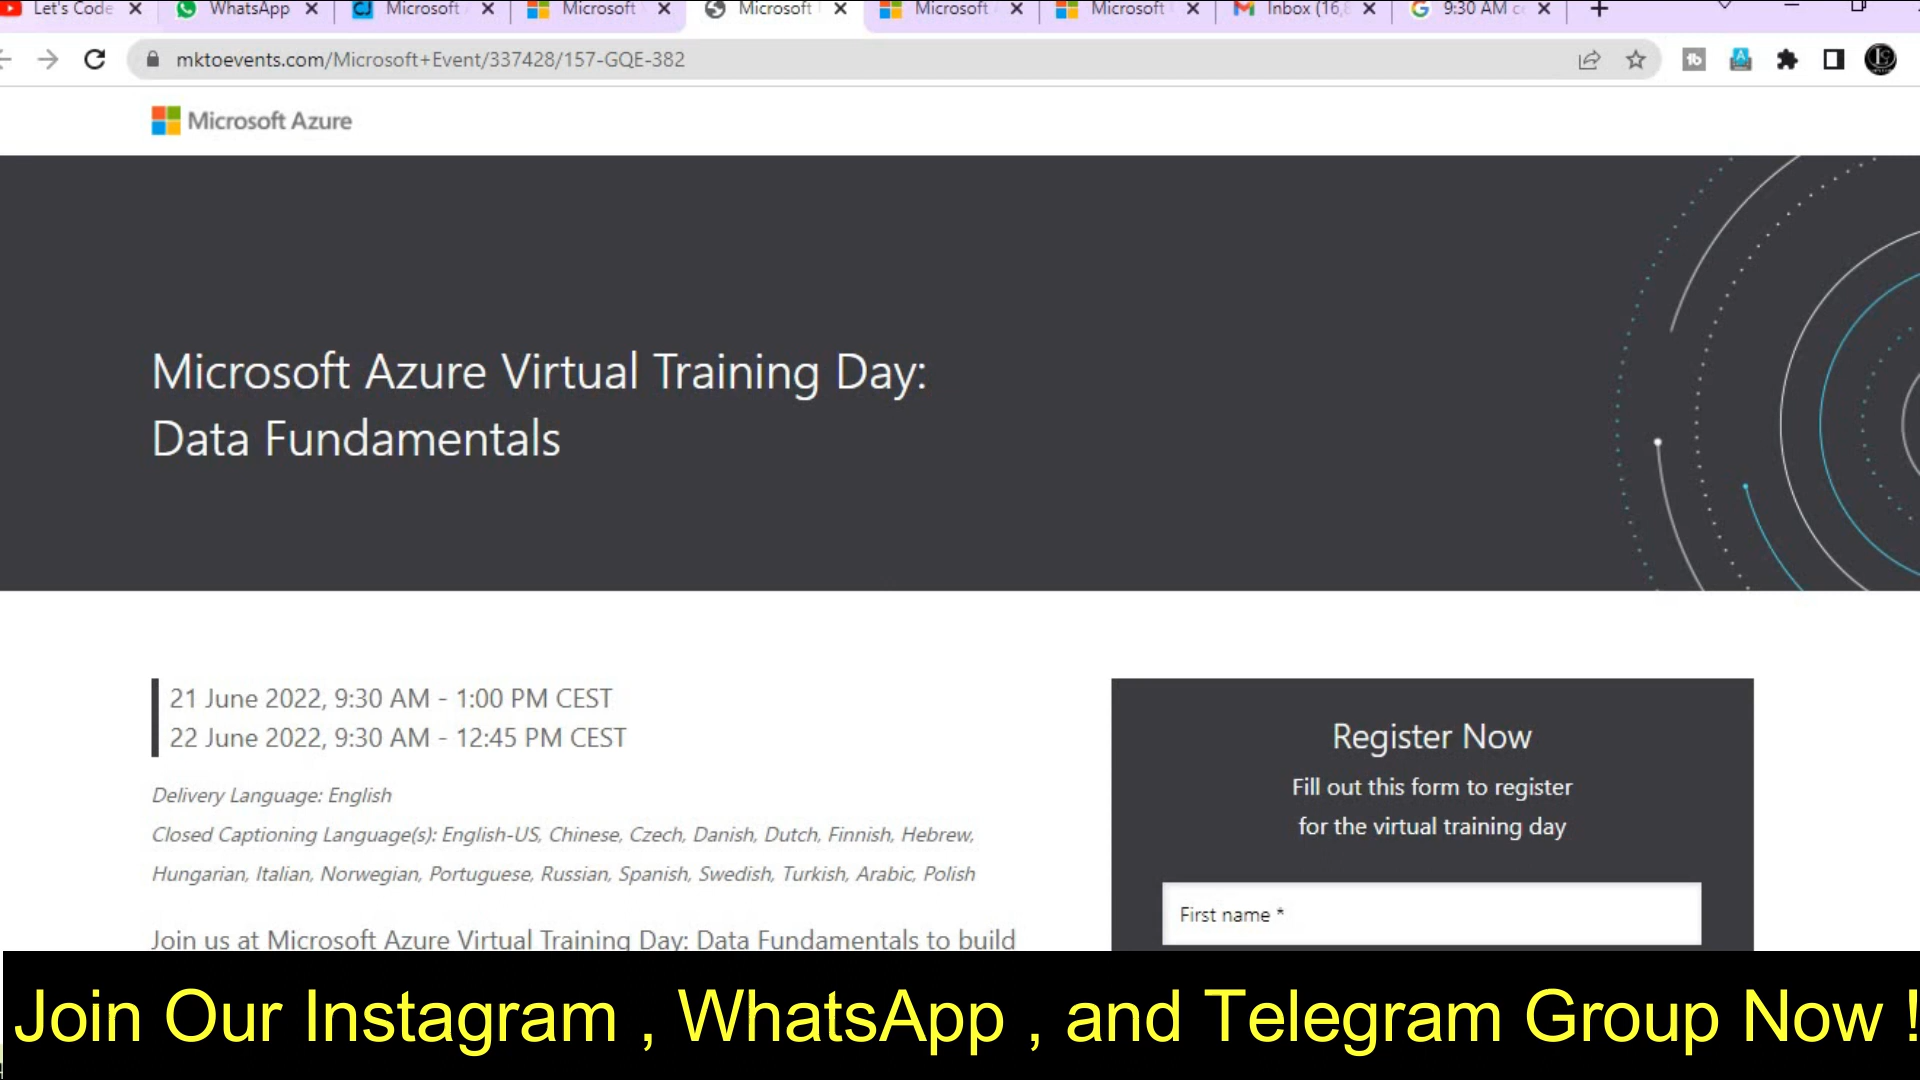 Let's Code
WhatsApp
Microsoft
Microsoft
Microsoft
Microsoft
Microsoft
Inbox (16,
9:30 AM c
mktoevents.com/Microsoft+Event/337428/157-GQE-382
Microsoft Azure
Microsoft Azure Virtual Training Day:
Data Fundamentals
21 June 2022, 9:30 AM - 1:00 PM CEST
22 June 2022, 9:30 AM - 12:45 PM CEST
Delivery Language: English
Closed Captioning Language(s): English-US, Chinese, Czech, Danish, Dutch, Finnish, Hebrew,
Hungarian, Italian, Norwegian, Portuguese, Russian, Spanish, Swedish, Turkish, Arabic, Polish
Join us at Microsoft Azure Virtual Training Day: Data Fundamentals to build
Register Now
Fill out this form to register
for the virtual training day
First name *
Join Our Instagram , WhatsApp , and Telegram Group Now !